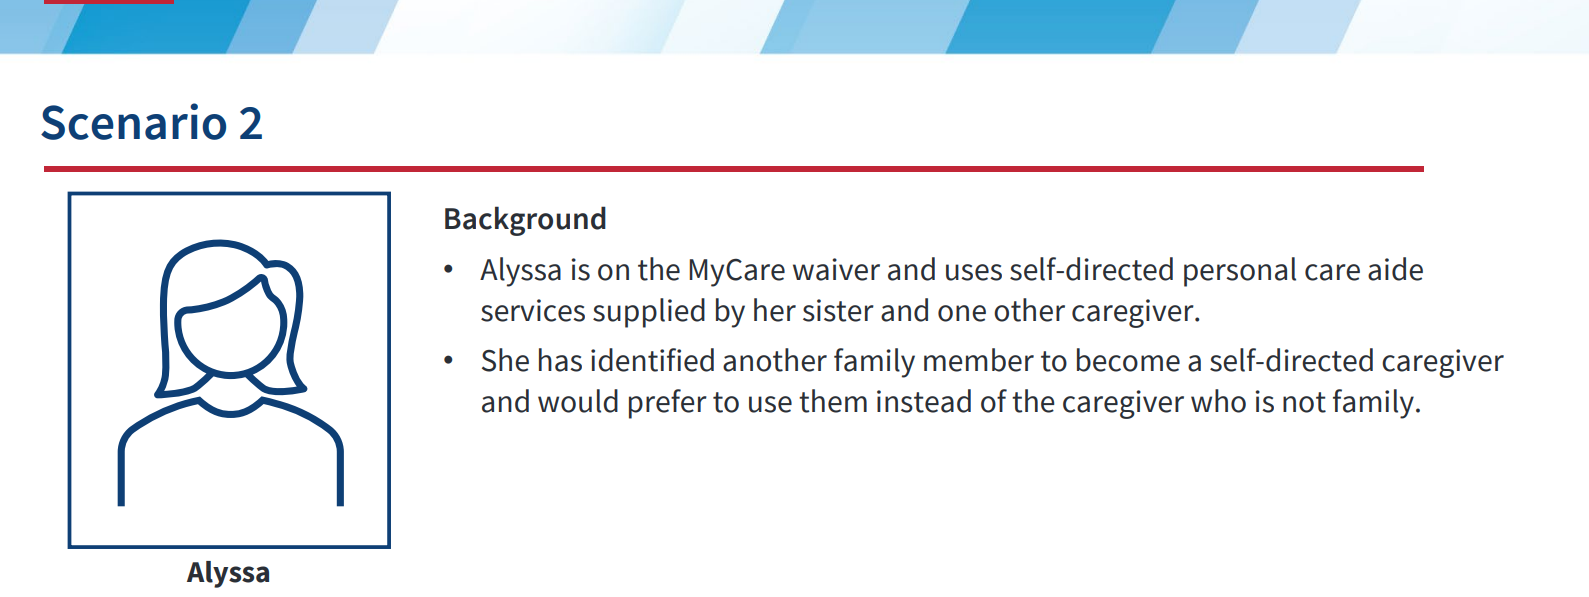 Scenario 2
Background
• Alyssa is on the MyCare waiver and uses self-directed personal care aide
services supplied by her sister and one other caregiver.
• She has identified another family member to become a self-directed caregiver
and would prefer to use them instead of the caregiver who is not family.
Alyssa